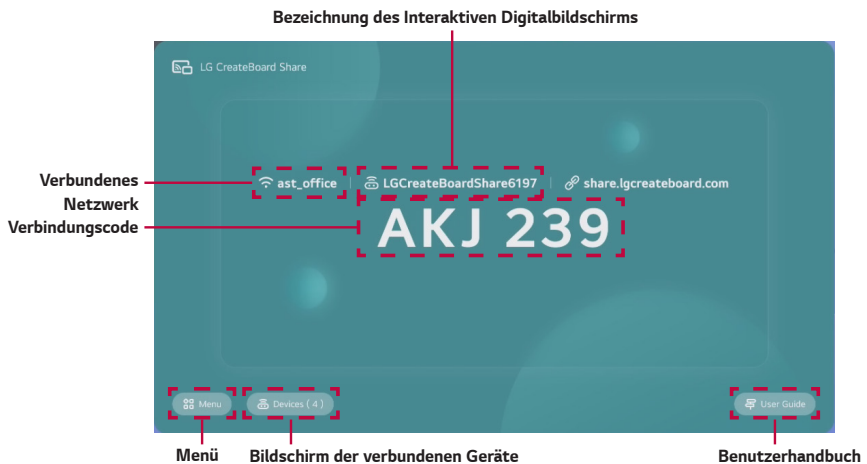 Bezeichnung des Interaktiven Digitalbildschirms
LG CreateBoard Share
Verbundenes
Netzwerk
ast_office
LGCreateBoardShare6197
share.lgcreateboard.com
Verbindungscode
AKJ 239
Menu
Devices ( 4 )
User Guide
Menü
Bildschirm der verbundenen Geräte
Benutzerhandbuch